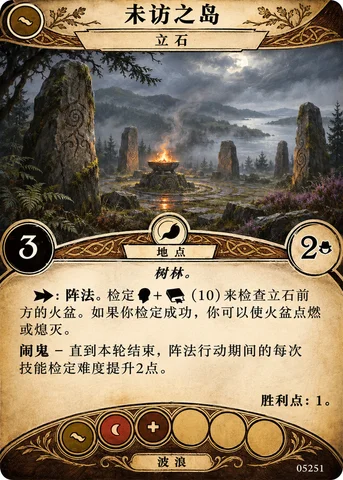 未访之岛
立石
3
2
地点
树林。
: 阵法。检定 + (10)来检查立石前
方的火盆。如果你检定成功，你可以使火盆点燃
或熄灭。
闹鬼 – 直到本轮结束，阵法行动期间的每次
技能检定难度提升2点。
胜利点：1。
波浪
05251